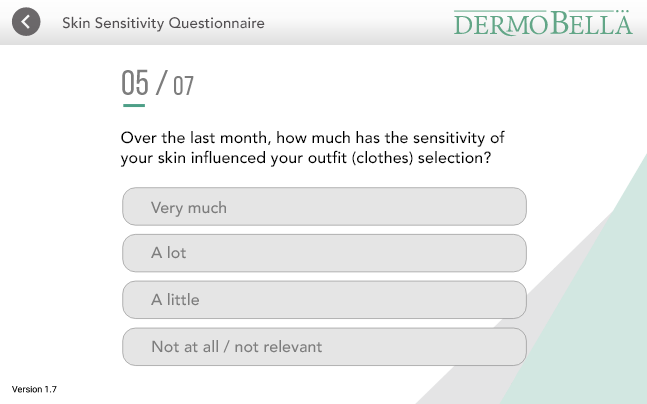 Skin Sensitivity Questionnaire
DERMOBELLA
05 / 07
Over the last month, how much has the sensitivity of
your skin influenced your outfit (clothes) selection?
Very much
A lot
A little
Not at all / not relevant
Version 1.7